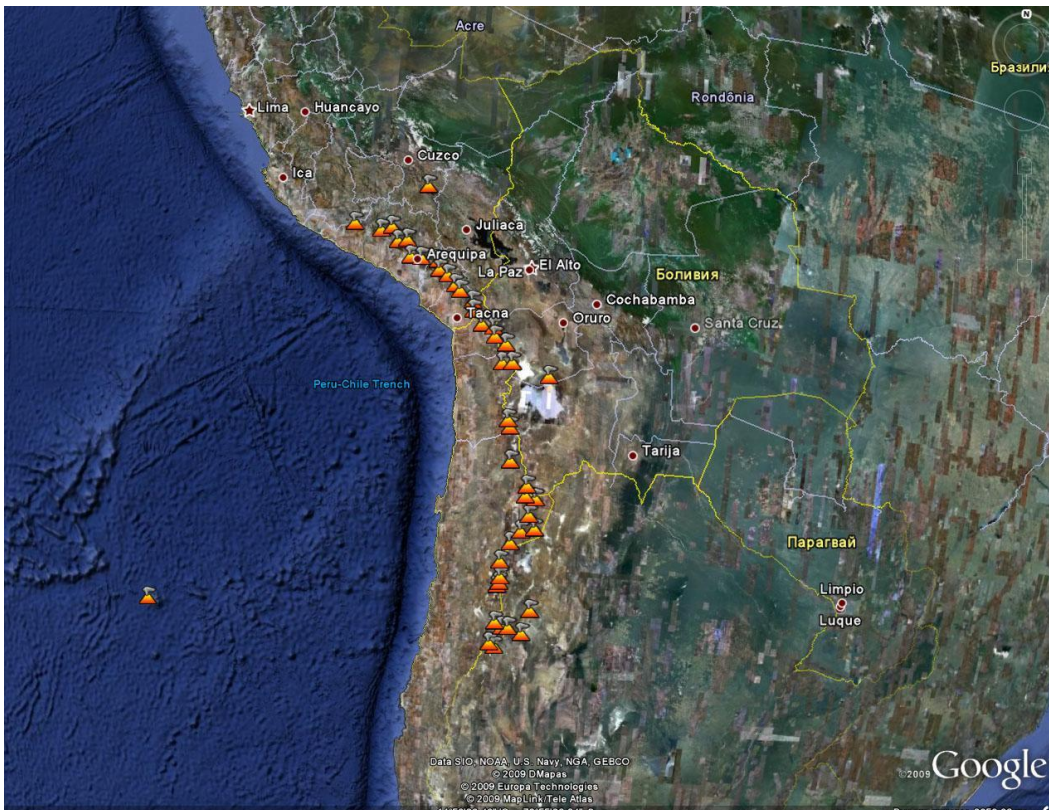 Acre
N
Бразилия
Rondônia
Lima
Huancayo
Cuzco
Ica
Juliaca
Arequipa
La Paz
El Alto
Боливия
Cochabamba
Tacna
Oruro
Santa Cruz
Peru-Chile Trench
Tarija
Парагвай
Limpio
Luque
Data SIO, NOAA, U.S. Navy, NGA, GEBCO
© 2009 DMapas
© 2009 Europa Technologies
© 2009 MapLink/Tele Atlas
©2009 Google